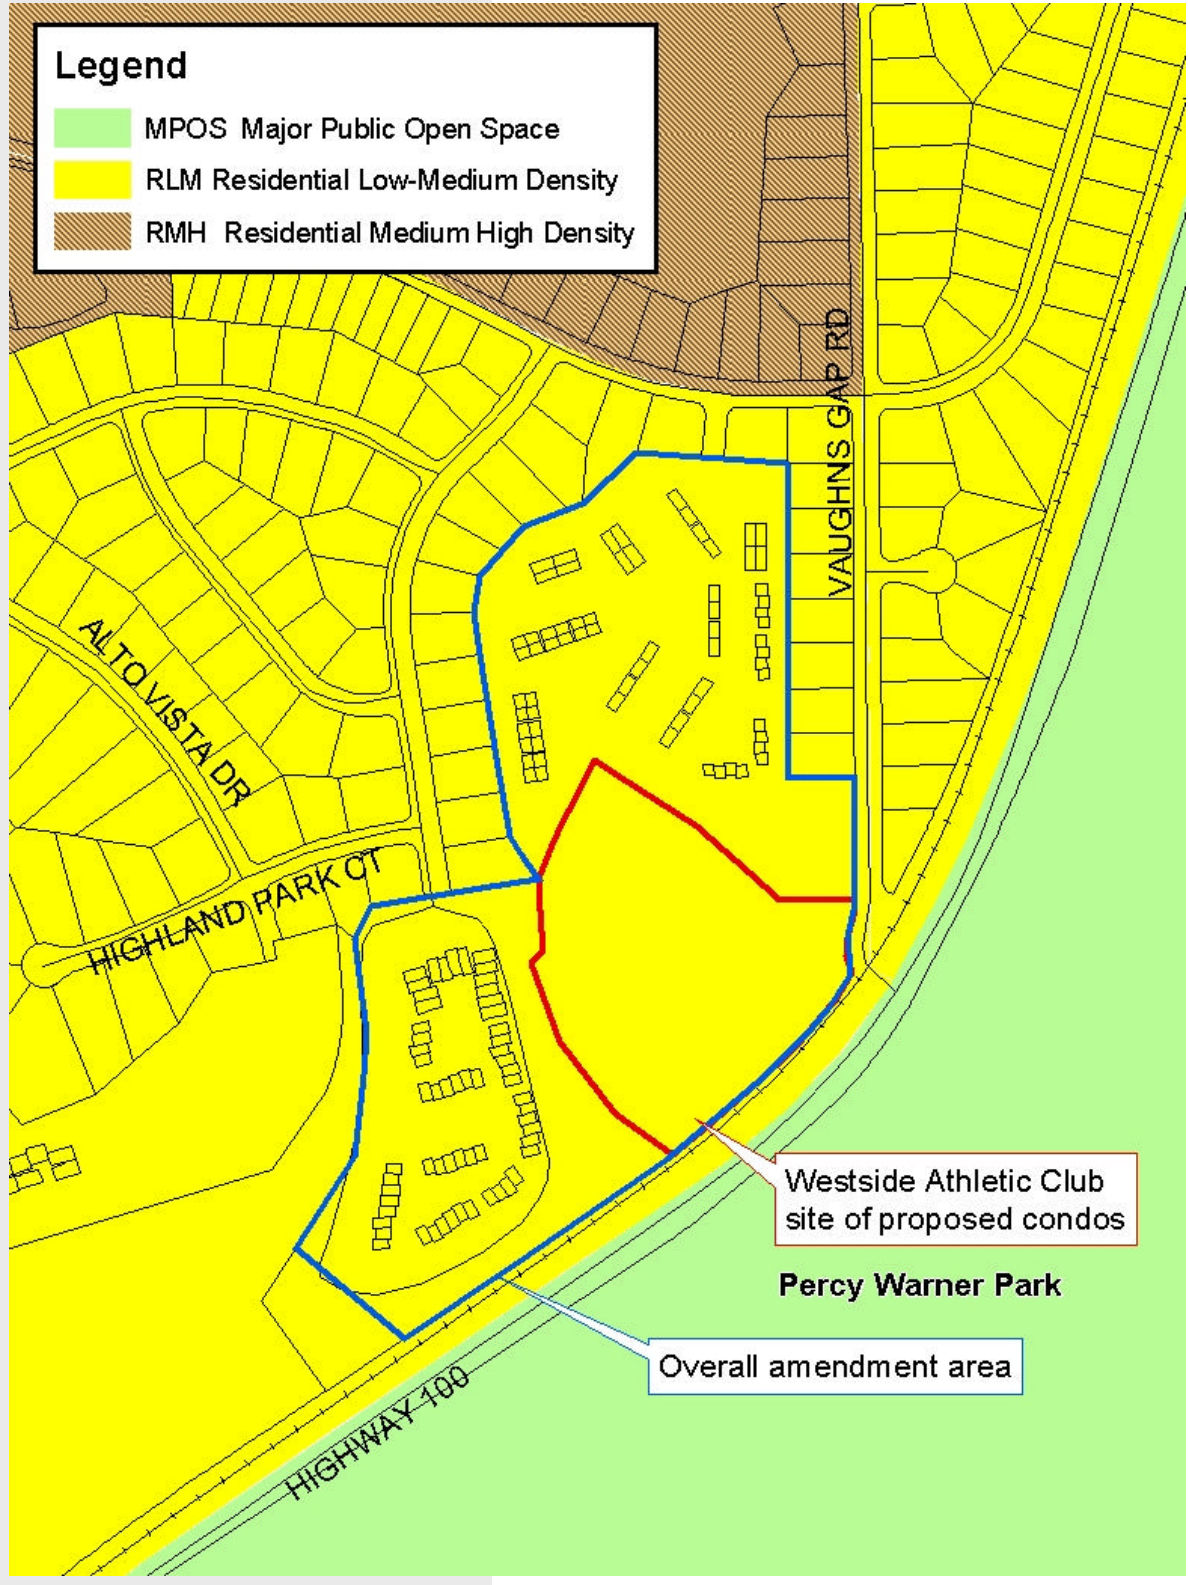 Legend
MPOS Major Public Open Space
RLM Residential Low-Medium Density
RMH Residential Medium High Density
VAUGHNS GAP RD
ALTO VISTA DR
HIGHLAND PARK CT
Westside Athletic Club
site of proposed condos
Percy Warner Park
Overall amendment area
HIGHWAY 100